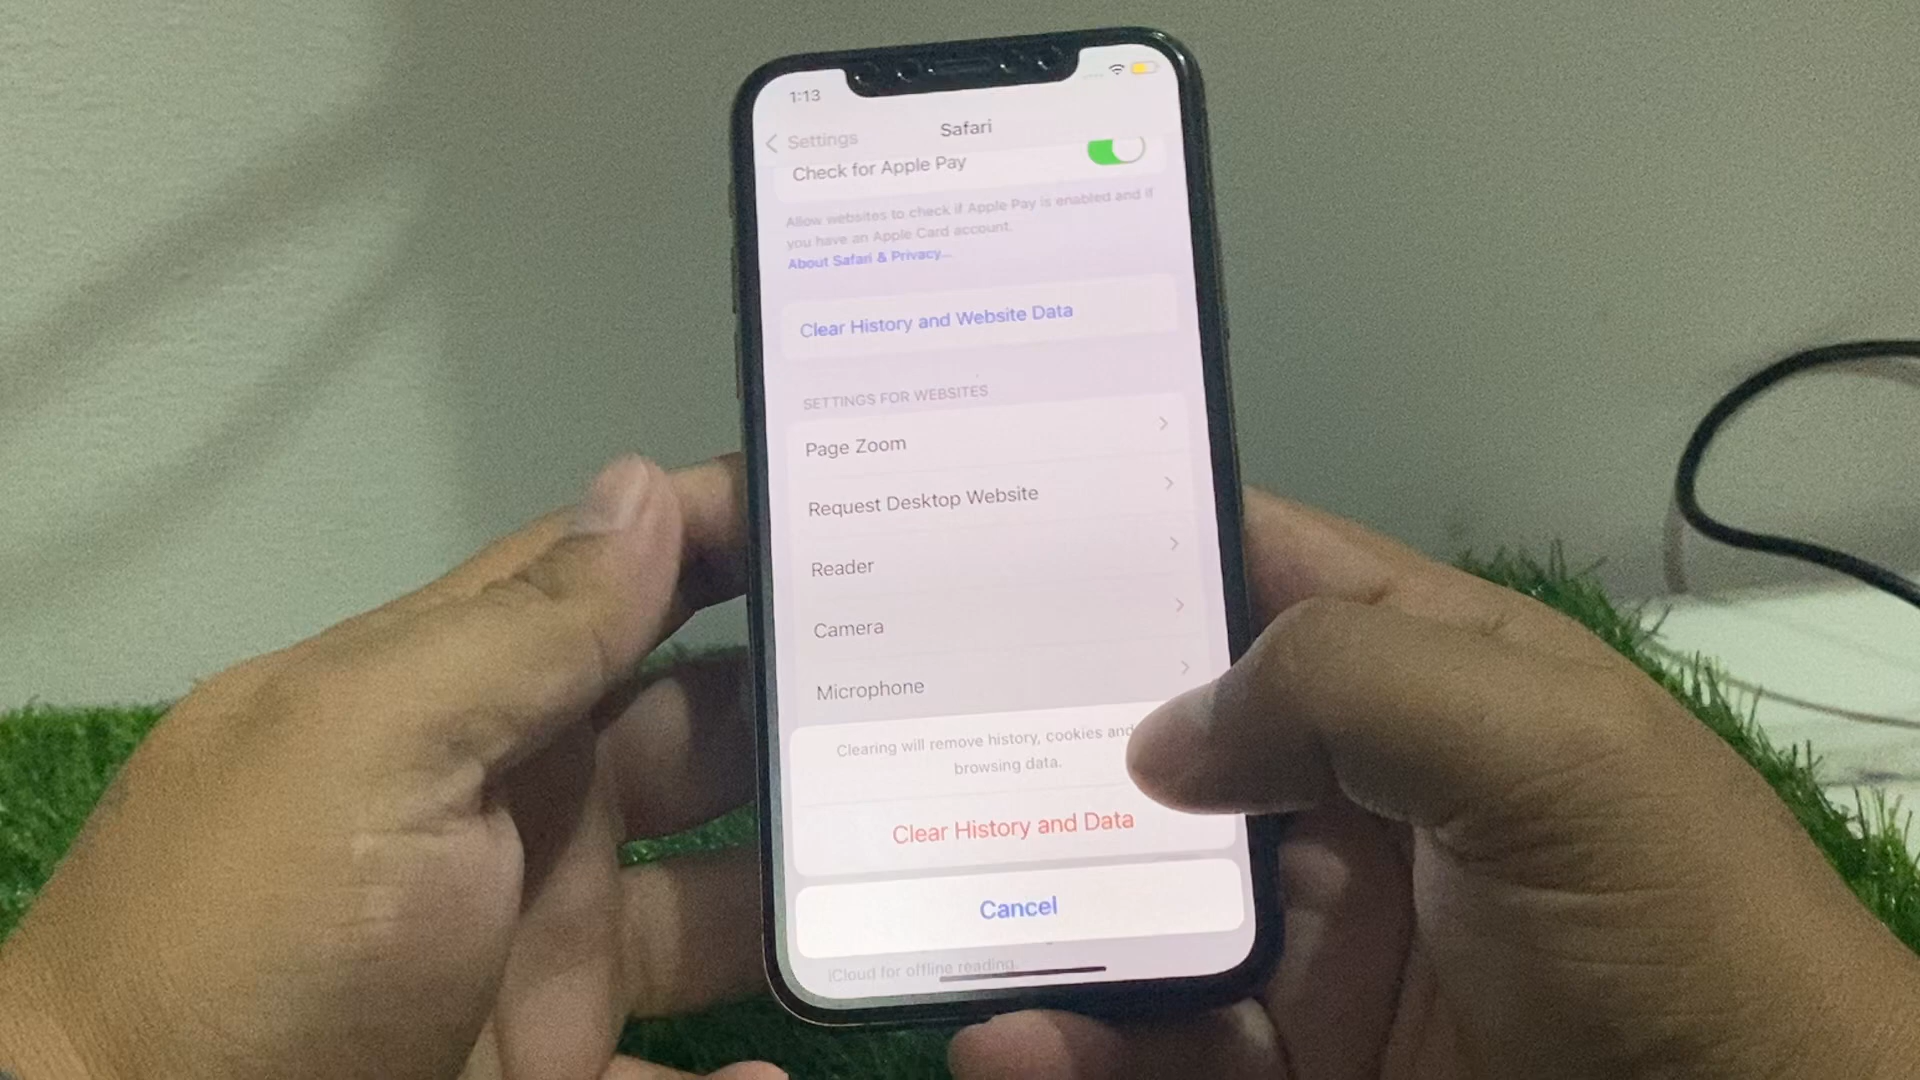 1:13
Settings
Safari
Check for Apple Pay
Allow websites to check if Apple Pay is enabled and if
you have an Apple Card account.
About Safari & Privacy...
Clear History and Website Data
SETTINGS FOR WEBSITES
Page Zoom
Request Desktop Website
Reader
Camera
Microphone
Clearing will remove history, cookies and
browsing data.
Clear History and Data
Cancel
iCloud for offline reading.